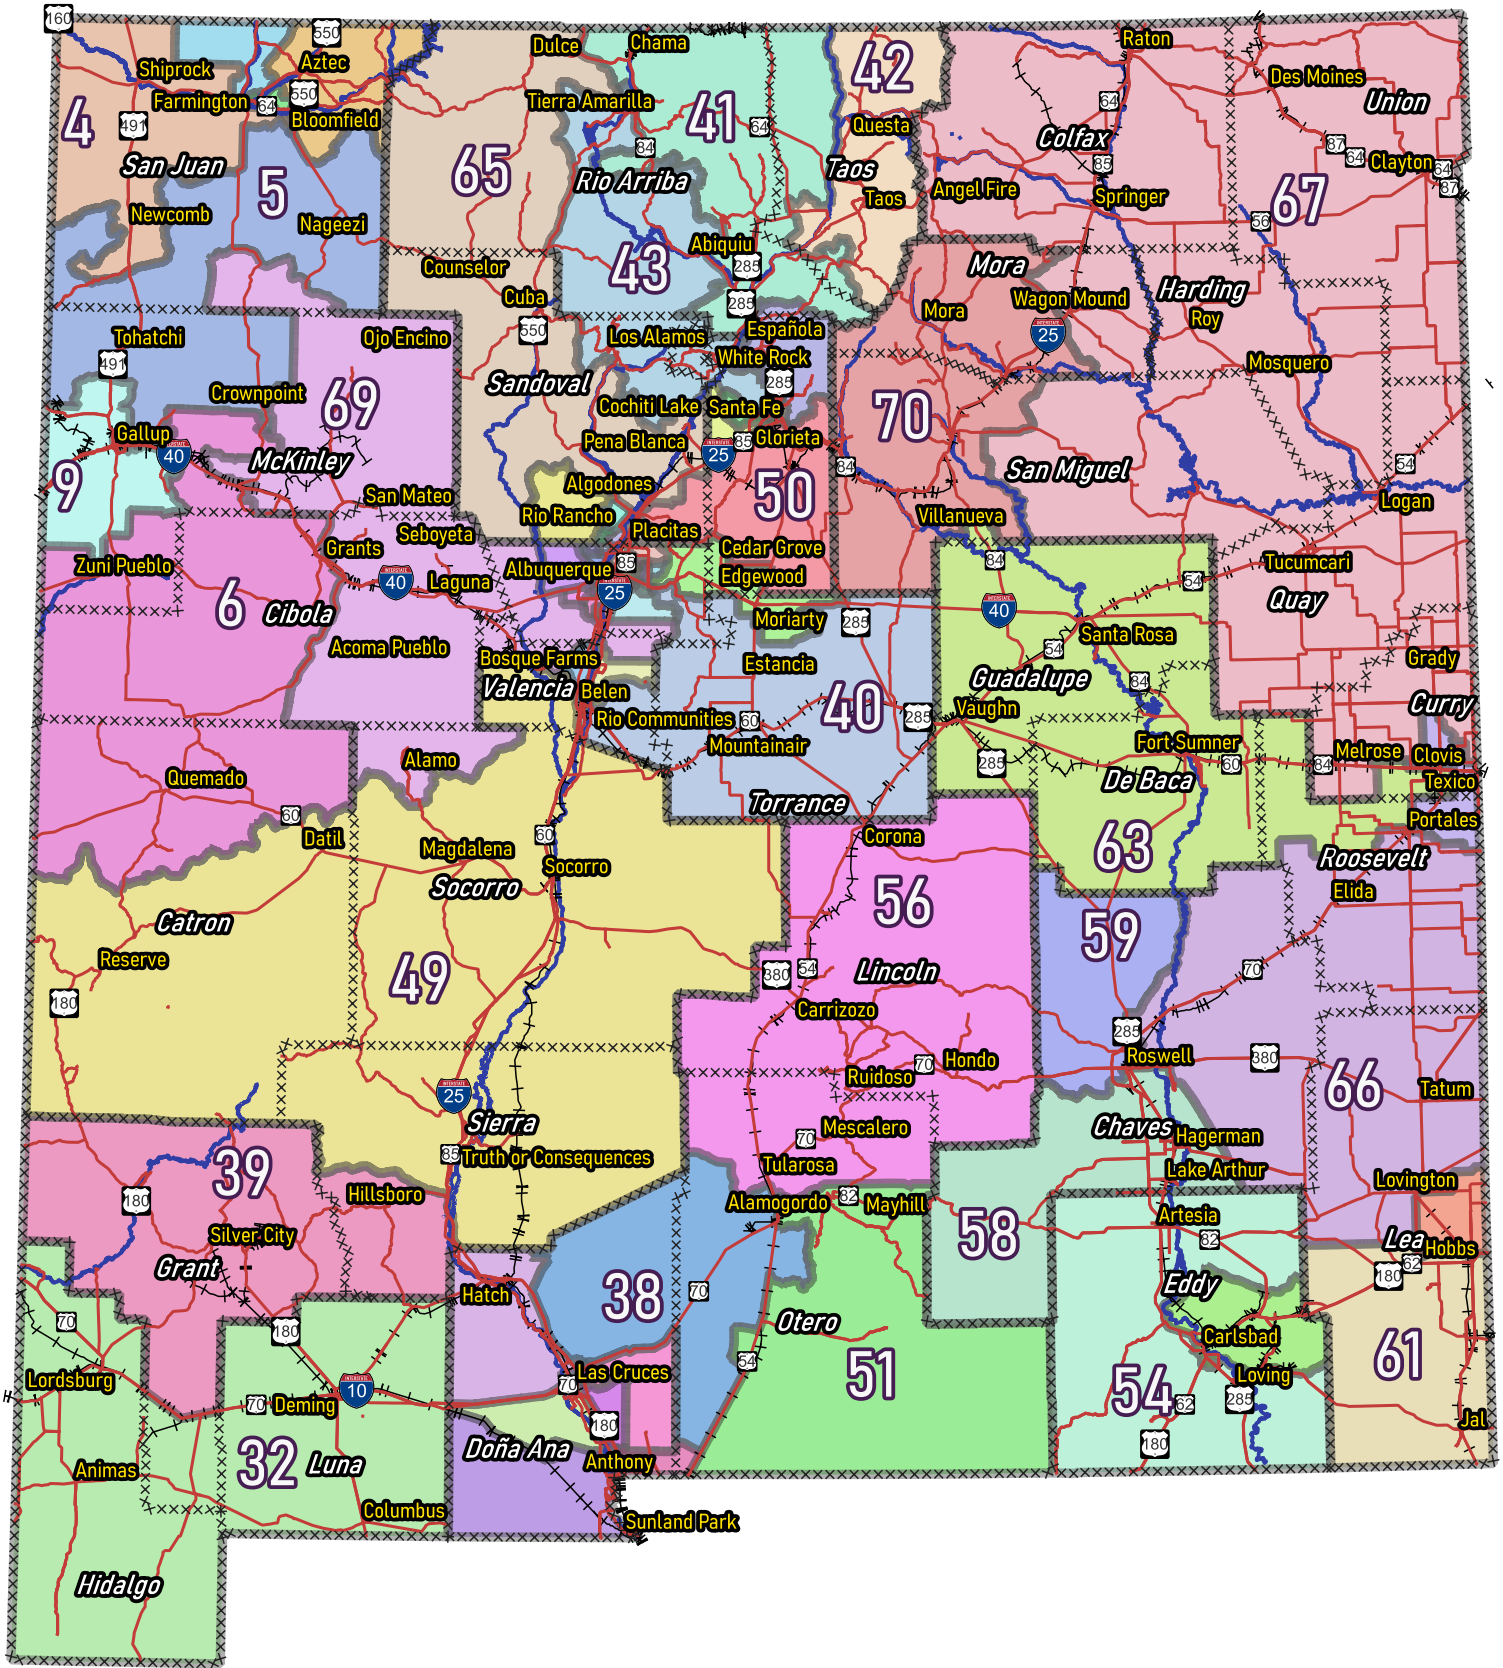 160
550
Dulce
Chama
42
Raton
Shiprock
Aztec
Des Moines
Union
Farmington
64
550
Tierra Amarilla
41
64
4
491
Bloomfield
64
Questa
Colfax
87
64
Clayton
64
87
San Juan
65
84
Rio Arriba
Taos
85
5
Angel Fire
Springer
67
Newcomb
Nageezi
Taos
56
Abiquiu
Counselor
43
285
Mora
Harding
Cuba
285
Mora
Wagon Mound
Roy
Tohatchi
Ojo Encino
550
Los Alamos
Española
25
491
White Rock
Mosquero
Crownpoint
69
Sandoval
285
Cochiti Lake
Santa Fe
70
Gallup
Pena Blanca
85
Glorieta
40
McKinley
25
84
San Miguel
54
9
San Mateo
Algodones
50
Logan
Rio Rancho
Villanueva
Seboyeta
Placitas
Grants
Cedar Grove
Zuni Pueblo
Albuquerque
85
84
Tucumcari
40
Laguna
Edgewood
54
25
6
Cibola
Moriarty
285
40
Quay
Santa Rosa
Acoma Pueblo
54
Bosque Farms
Estancia
Grady
Valencia
Belen
Guadalupe
84
40
Vaughn
Curry
Rio Communities
60
285
Mountainair
Fort Sumner
Melrose
Clovis
Alamo
285
60
84
Quemado
De Baca
Texico
60
Torrance
Portales
Datil
60
Corona
Magdalena
63
Socorro
Roosevelt
Socorro
56
Elida
Catron
59
Reserve
49
380
54
Lincoln
70
180
Carrizozo
285
Roswell
380
Hondo
70
Ruidoso
66
25
Tatum
Sierra
Chaves
Mescalero
Hagerman
70
85
Truth or Consequences
39
Tularosa
Lake Arthur
Lovington
180
Hillsboro
Alamogordo
82
Mayhill
Artesia
Silver City
58
82
Lea
Hobbs
62
Grant
180
Eddy
Hatch
38
70
70
Otero
180
Carlsbad
61
54
Lordsburg
Las Cruces
51
Loving
10
70
54
285
70
Deming
62
180
Jal
Doña Ana
180
32
Luna
Anthony
Animas
Columbus
Sunland Park
Hidalgo